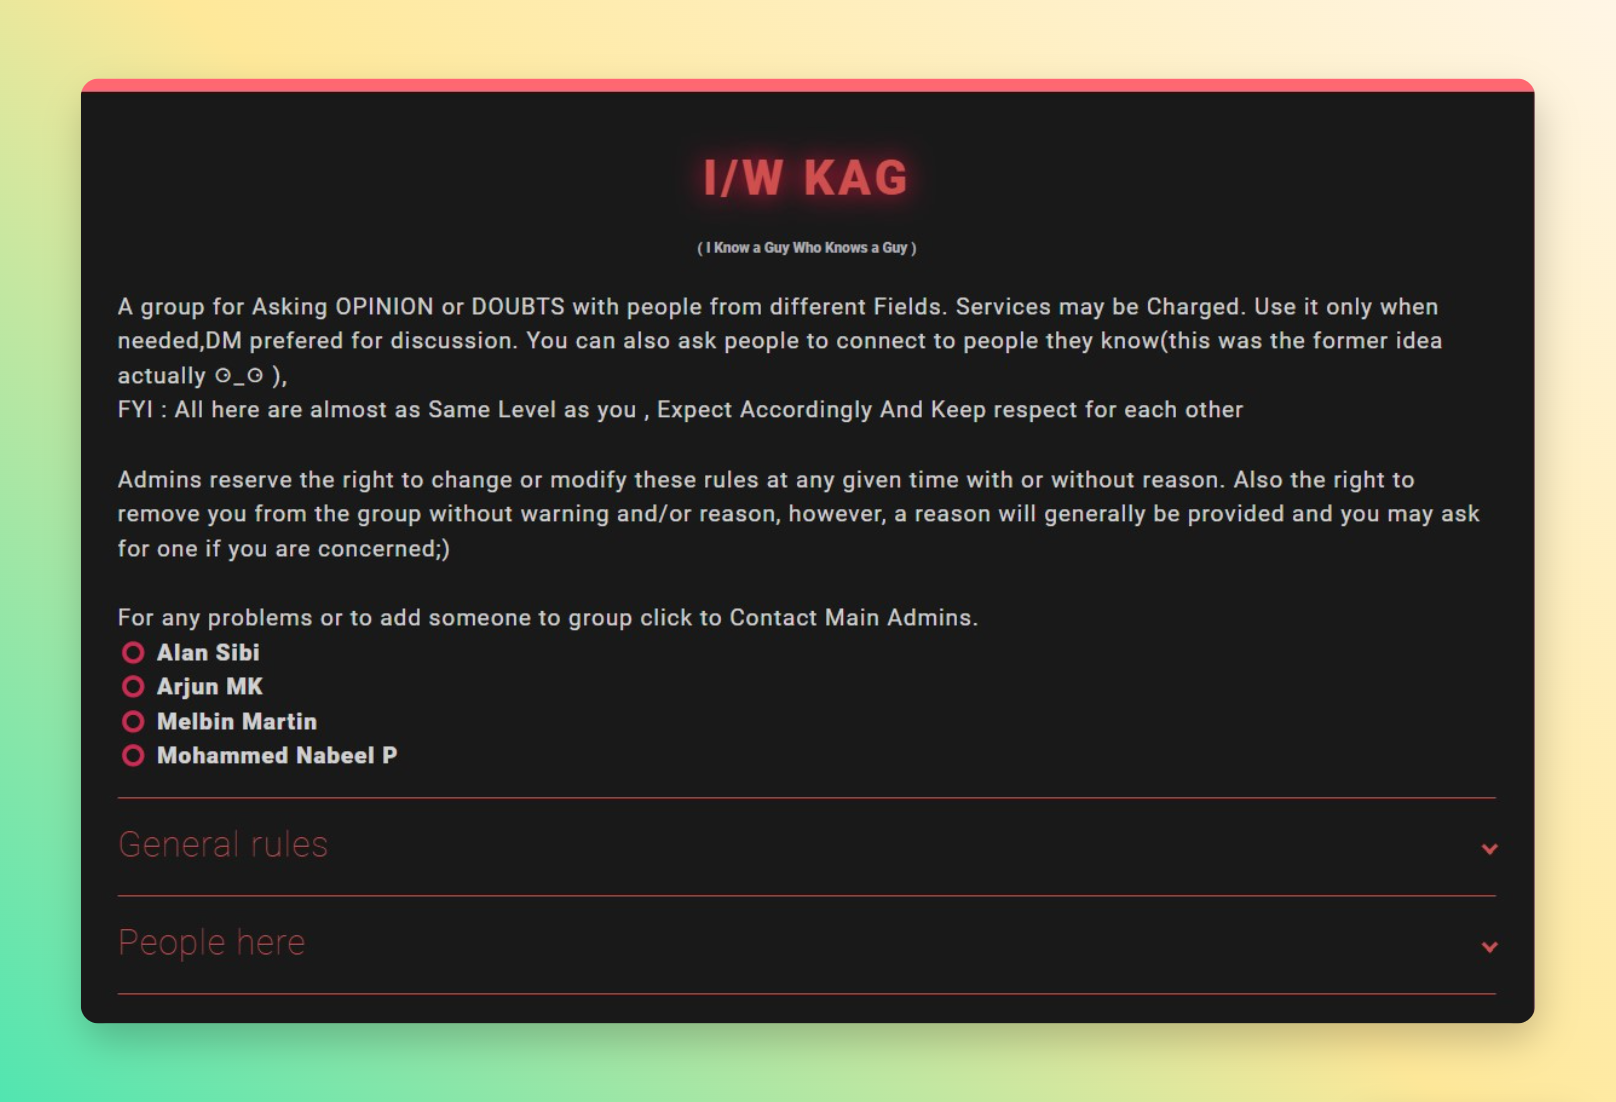 I/W KAG
( I Know a Guy Who Knows a Guy )
A group for Asking OPINION or DOUBTS with people from different Fields. Services may be Charged. Use it only when
needed,DM prefered for discussion. You can also ask people to connect to people they know(this was the former idea
actually ⊙_⊙ ),
FYI : All here are almost as Same Level as you , Expect Accordingly And Keep respect for each other
Admins reserve the right to change or modify these rules at any given time with or without reason. Also the right to
remove you from the group without warning and/or reason, however, a reason will generally be provided and you may ask
for one if you are concerned;)
For any problems or to add someone to group click to Contact Main Admins.
Alan Sibi
Arjun MK
Melbin Martin
Mohammed Nabeel P
General rules
People here